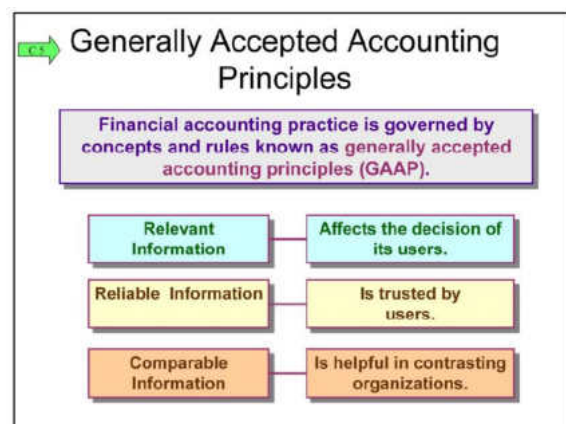 C 5
Generally Accepted Accounting
Principles
Financial accounting practice is governed by
concepts and rules known as generally accepted
accounting principles (GAAP).
Relevant
Information
Affects the decision of
its users.
Reliable Information
Is trusted by
users.
Comparable
Information
Is helpful in contrasting
organizations.